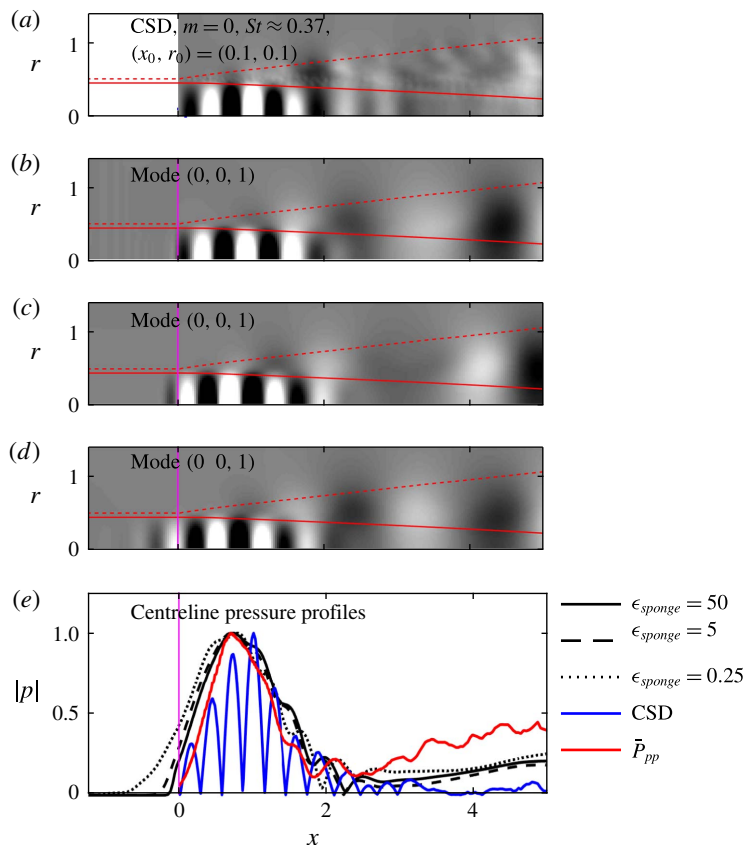 (a)
CSD, m = 0, St ≈ 0.37,
(x₀, r₀) = (0.1, 0.1)
1
r
0
(b)
Mode (0, 0, 1)
1
r
0
(c)
Mode (0, 0, 1)
1
r
0
(d)
Mode (0 0, 1)
1
r
0
(e)
Centreline pressure profiles
1.0
|p|
0.5
0
0 2 4
x
ϵsponge = 50
ϵsponge = 5
ϵsponge = 0.25
CSD
P̄pp